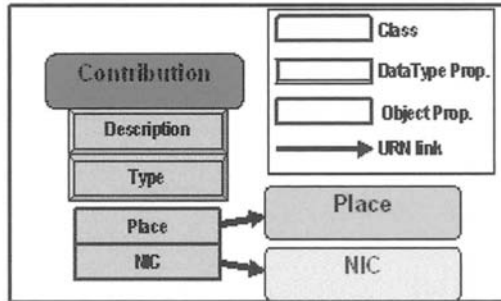 Contribution
Description
Type
Place
NIC
Class
DataType Prop.
Object Prop.
URN link
Place
NIC